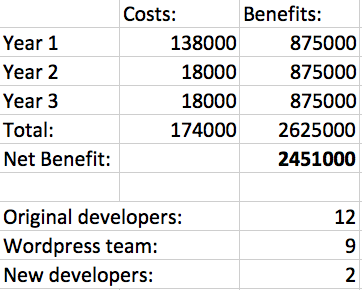 Costs: Benefits:
Year 1 138000 875000
Year 2 18000 875000
Year 3 18000 875000
Total: 174000 2625000
Net Benefit: 2451000
Original developers: 12
Wordpress team: 9
New developers: 2